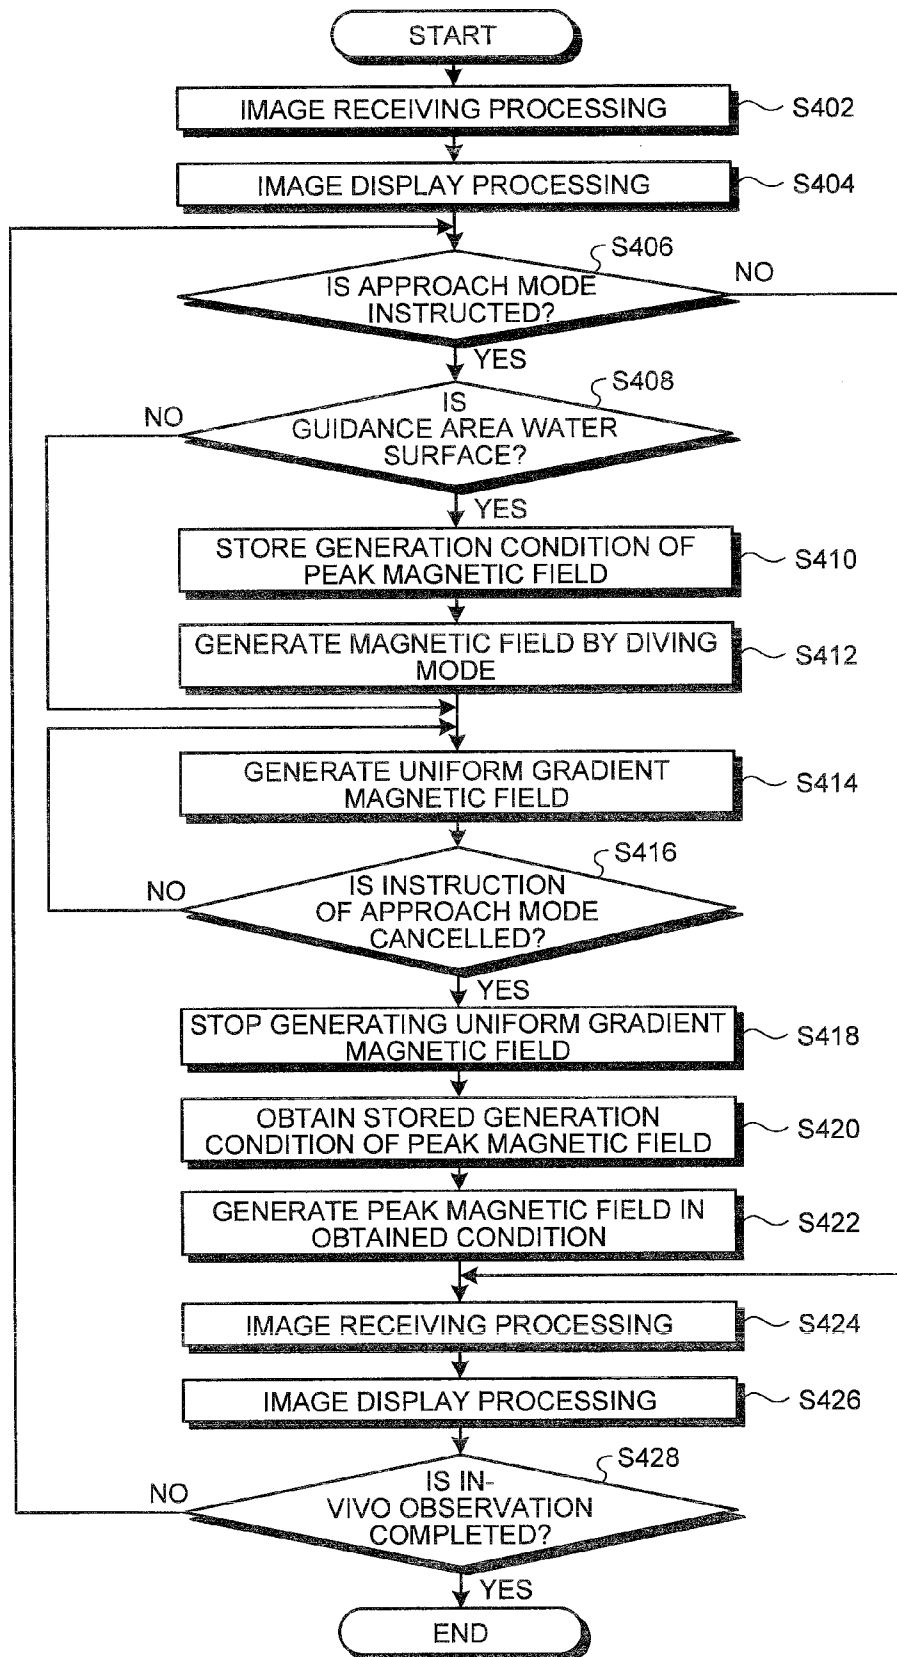 START
IMAGE RECEIVING PROCESSING
S402
IMAGE DISPLAY PROCESSING
S404
S406
IS APPROACH MODE
INSTRUCTED?
NO
YES
S408
IS
GUIDANCE AREA WATER
SURFACE?
NO
YES
STORE GENERATION CONDITION OF
PEAK MAGNETIC FIELD
S410
GENERATE MAGNETIC FIELD BY DIVING
MODE
S412
GENERATE UNIFORM GRADIENT
MAGNETIC FIELD
S414
S416
IS INSTRUCTION
OF APPROACH MODE
CANCELLED?
NO
YES
STOP GENERATING UNIFORM GRADIENT
MAGNETIC FIELD
S418
OBTAIN STORED GENERATION
CONDITION OF PEAK MAGNETIC FIELD
S420
GENERATE PEAK MAGNETIC FIELD IN
OBTAINED CONDITION
S422
IMAGE RECEIVING PROCESSING
S424
IMAGE DISPLAY PROCESSING
S426
S428
IS IN-
VIVO OBSERVATION
COMPLETED?
NO
YES
END